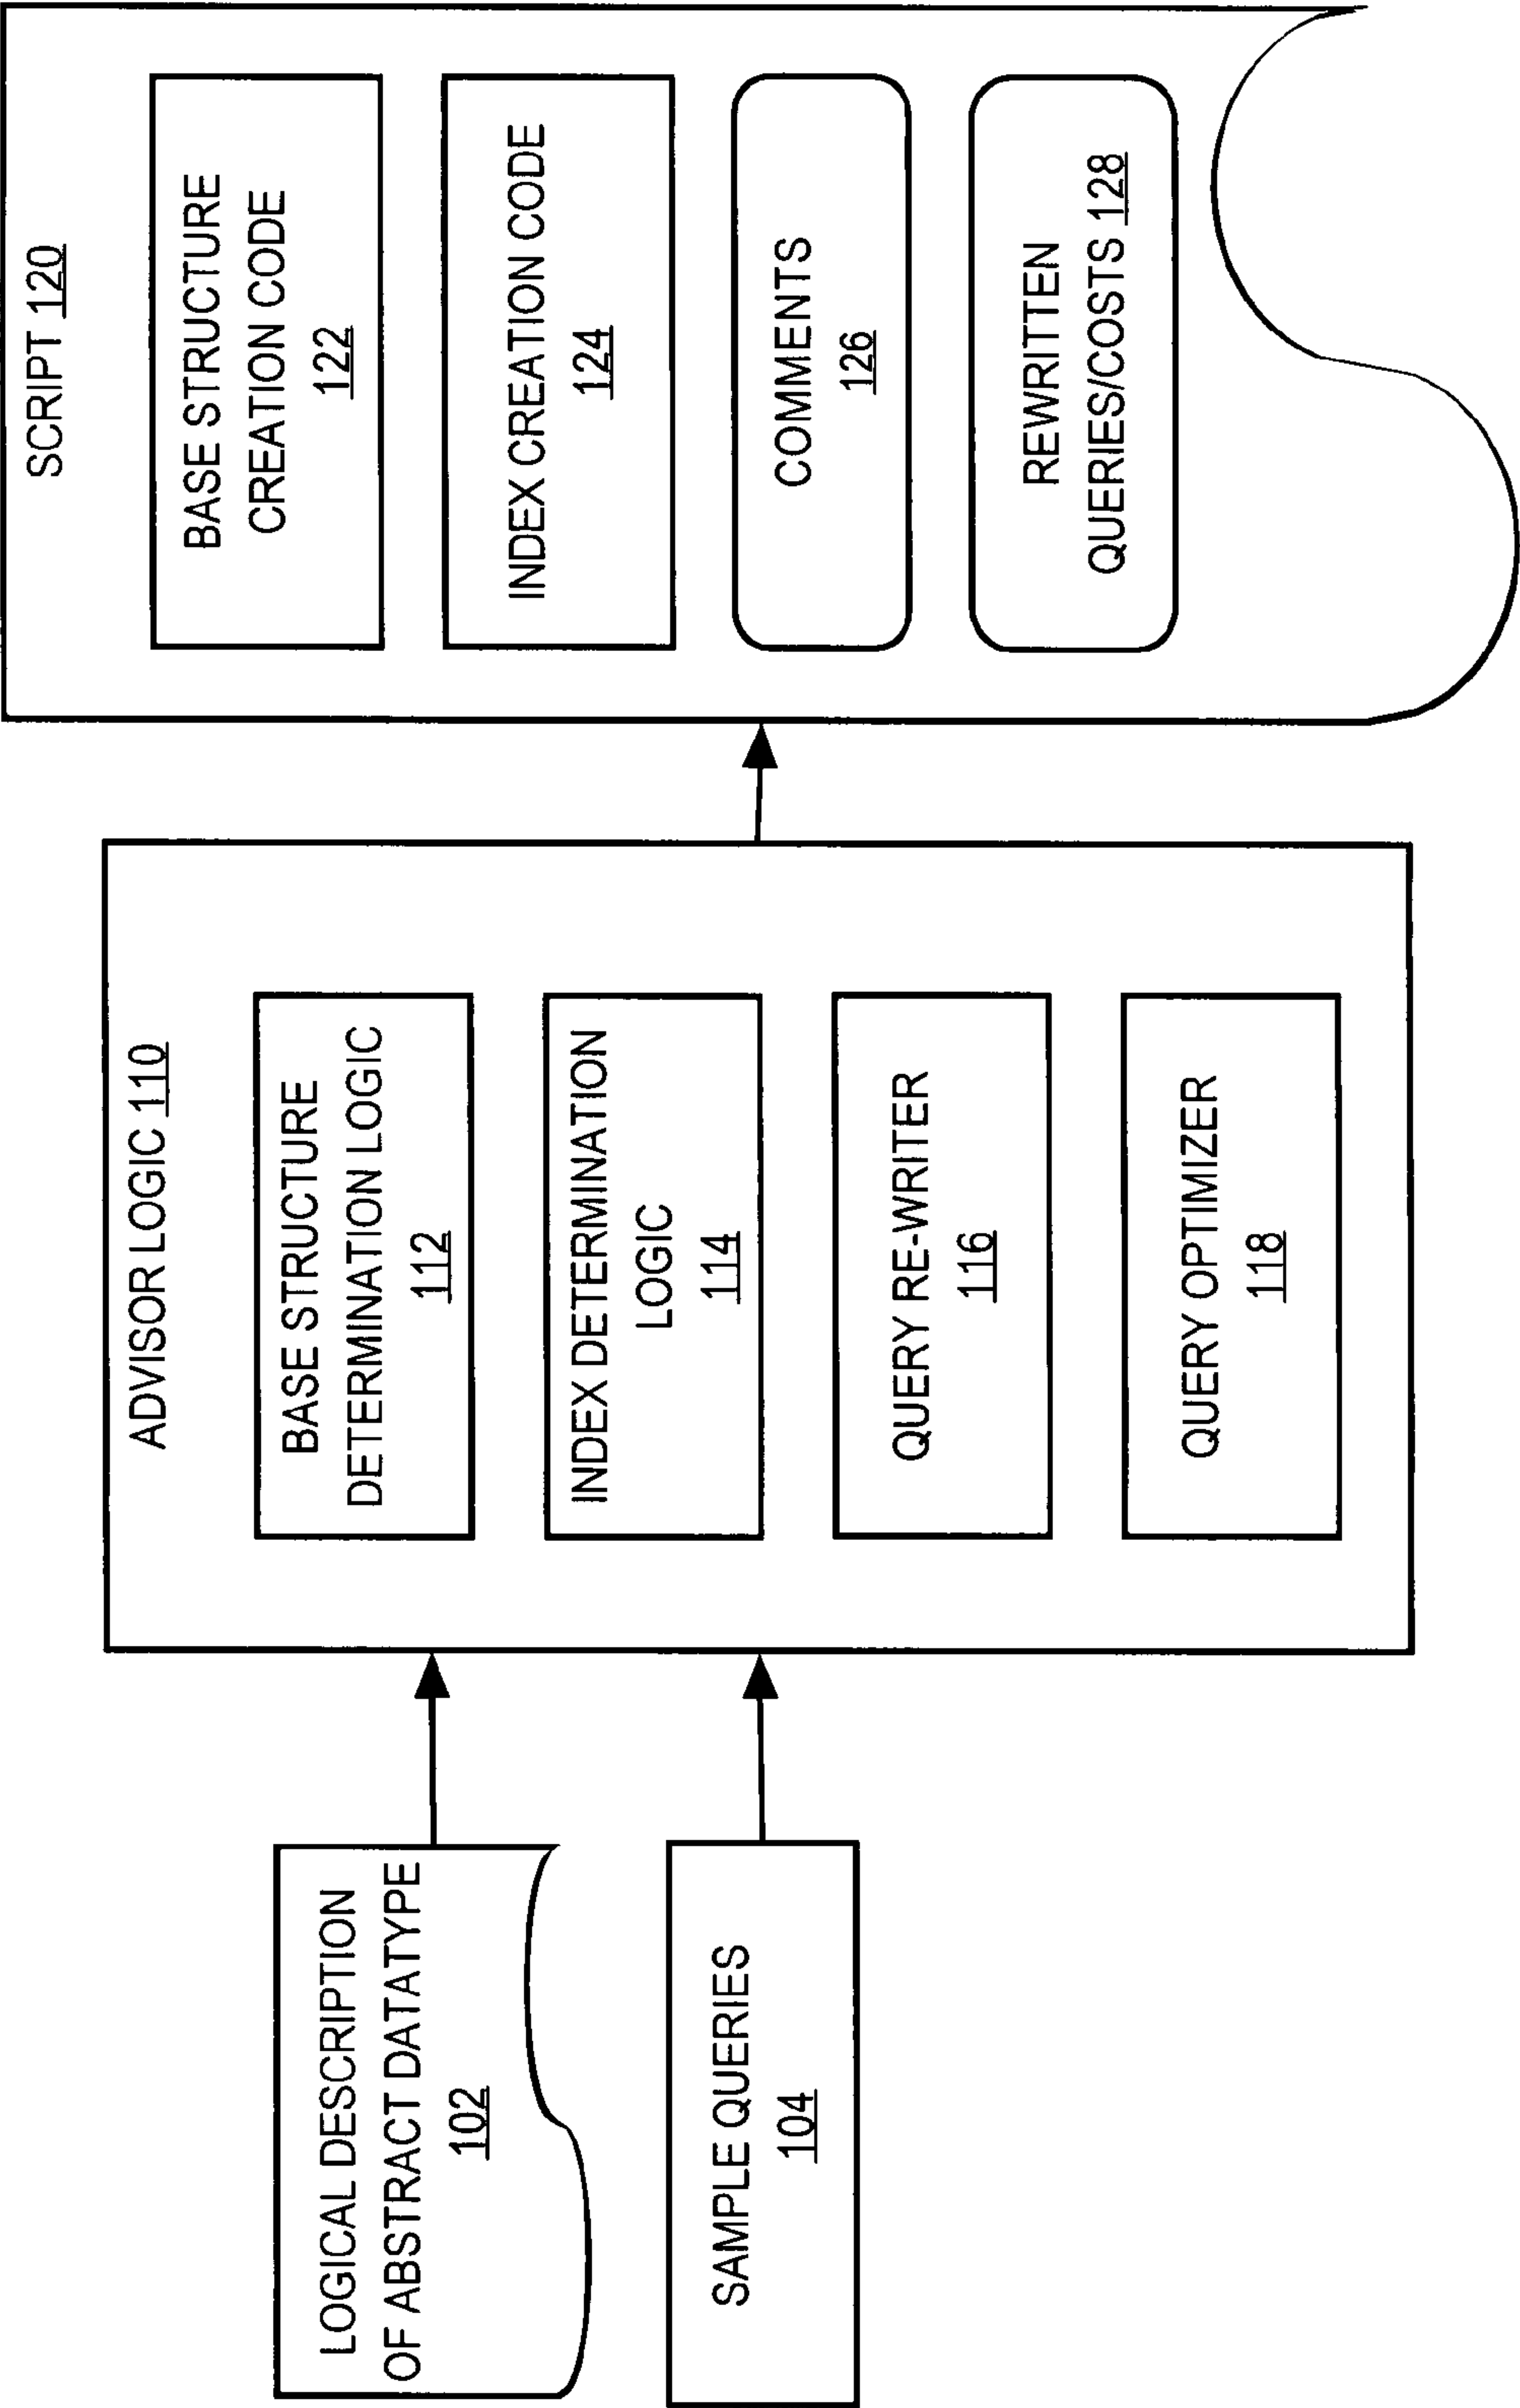 LOGICAL DESCRIPTION
OF ABSTRACT DATATYPE
102
SAMPLE QUERIES
104
ADVISOR LOGIC 110
BASE STRUCTURE
DETERMINATION LOGIC
112
INDEX DETERMINATION
LOGIC
114
QUERY RE-WRITER
116
QUERY OPTIMIZER
118
SCRIPT 120
BASE STRUCTURE
CREATION CODE
122
INDEX CREATION CODE
124
COMMENTS
126
REWRITTEN
QUERIES/COSTS 128